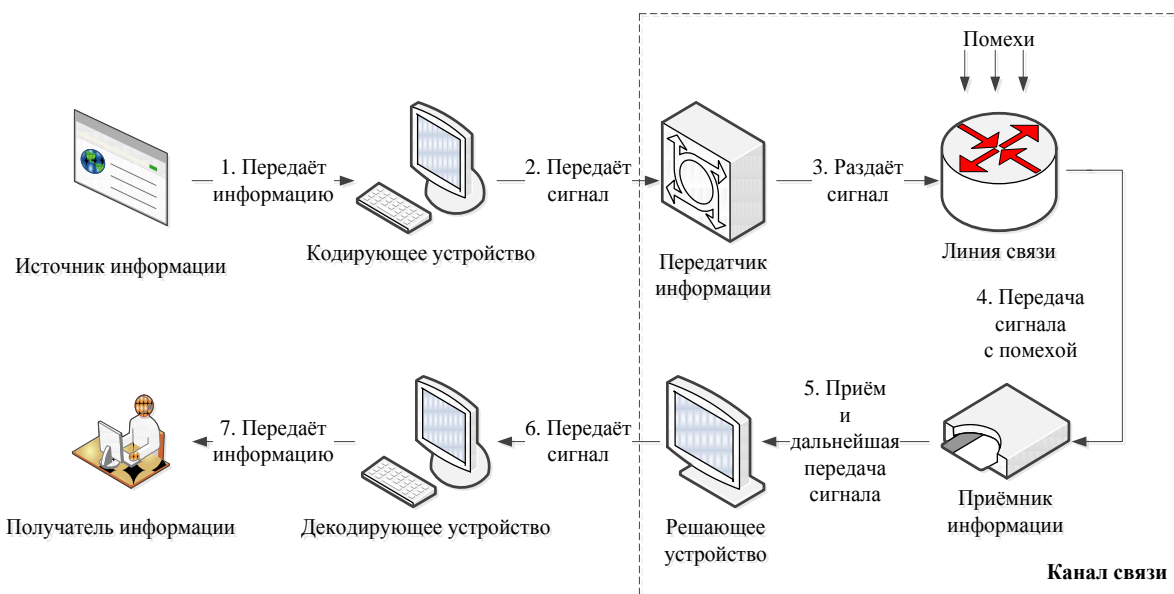 Помехи
1. Передаёт
информацию
2. Передаёт
сигнал
3. Раздаёт
сигнал
Источник информации
Кодирующее устройство
Передатчик
информации
Линия связи
4. Передача
сигнала
с помехой
5. Приём
и
дальнейшая
передача
сигнала
6. Передаёт
сигнал
7. Передаёт
информацию
Получатель информации
Декодирующее устройство
Решающее
устройство
Приёмник
информации
Канал связи